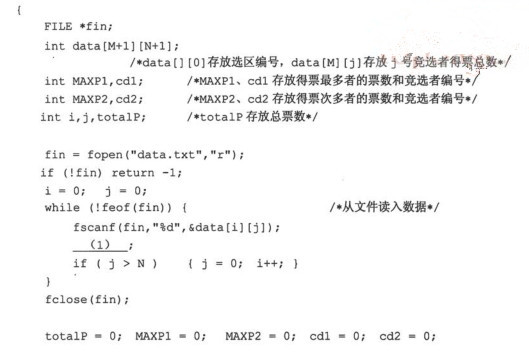 {
FILE *fin;
int data[M+1][N+1];
/*data[][0]存放选区编号，data[M][j]存放 j 号竞选者得票总数*/
int MAXP1,cd1; /*MAXP1、cd1 存放得票最多者的票数和竞选者编号*/
int MAXP2,cd2; /*MAXP2、cd2 存放得票次多者的票数和竞选者编号*/
int i,j,totalP; /*totalP 存放总票数*/
fin = fopen("data.txt","r");
if (!fin) return -1;
i = 0; j = 0;
while (!feof(fin)) { /*从文件读入数据*/
fscanf(fin,"%d",&data[i][j]);
(1) ;
if ( j > N ) { j = 0; i++; }
}
fclose(fin);
totalP = 0; MAXP1 = 0; MAXP2 = 0; cd1 = 0; cd2 = 0;